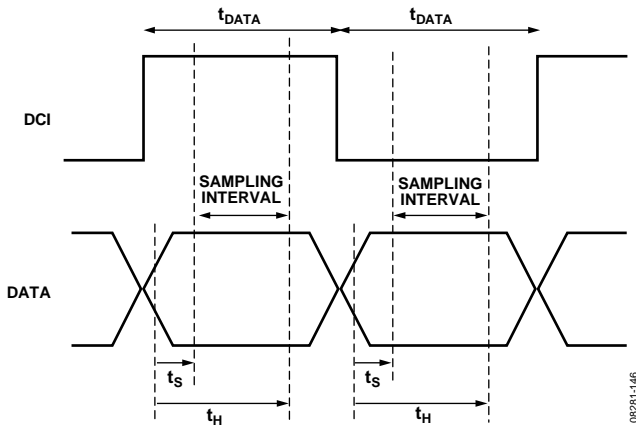 tDATA
tDATA
DCI
SAMPLING
INTERVAL
SAMPLING
INTERVAL
DATA
tS
tS
tH
tH
08281-146